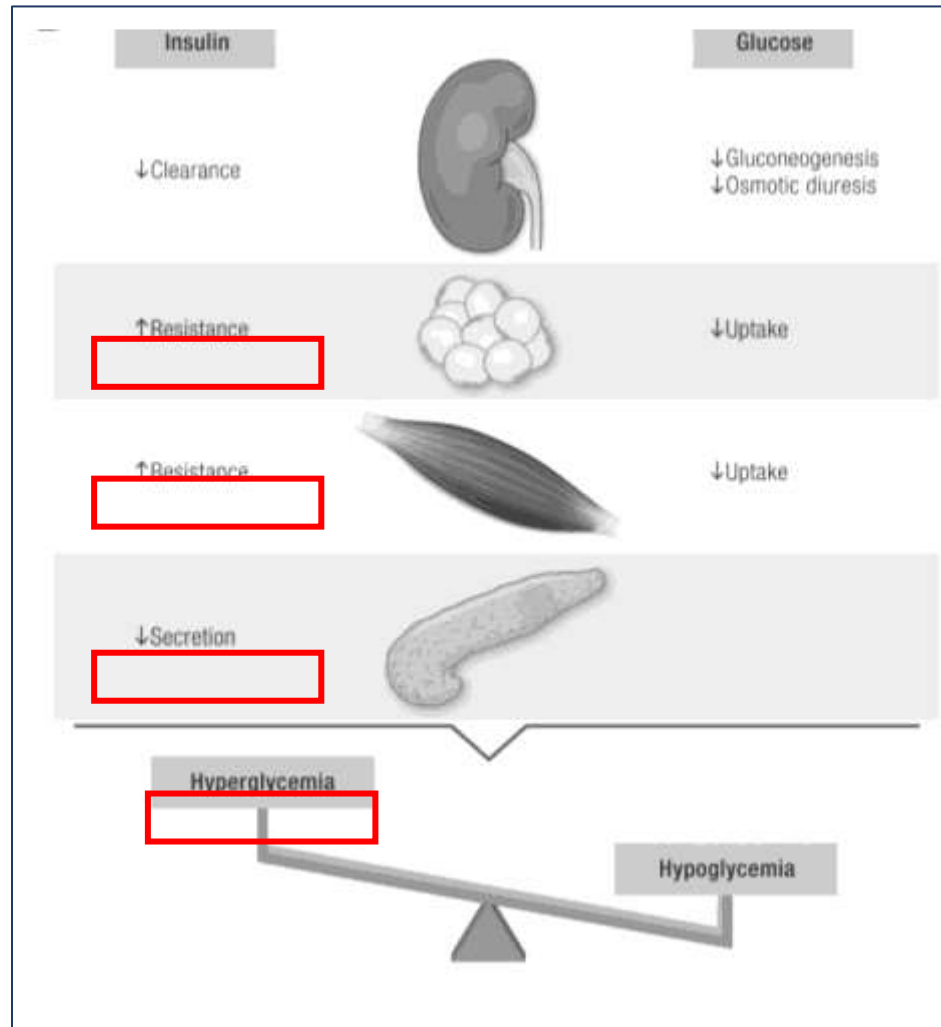 Insulin
Glucose
↓Clearance
↓Gluconeogenesis
↓Osmotic diuresis
↑Resistance
↓Uptake
↑Resistance
↓Uptake
↓Secretion
Hyperglycemia
Hypoglycemia